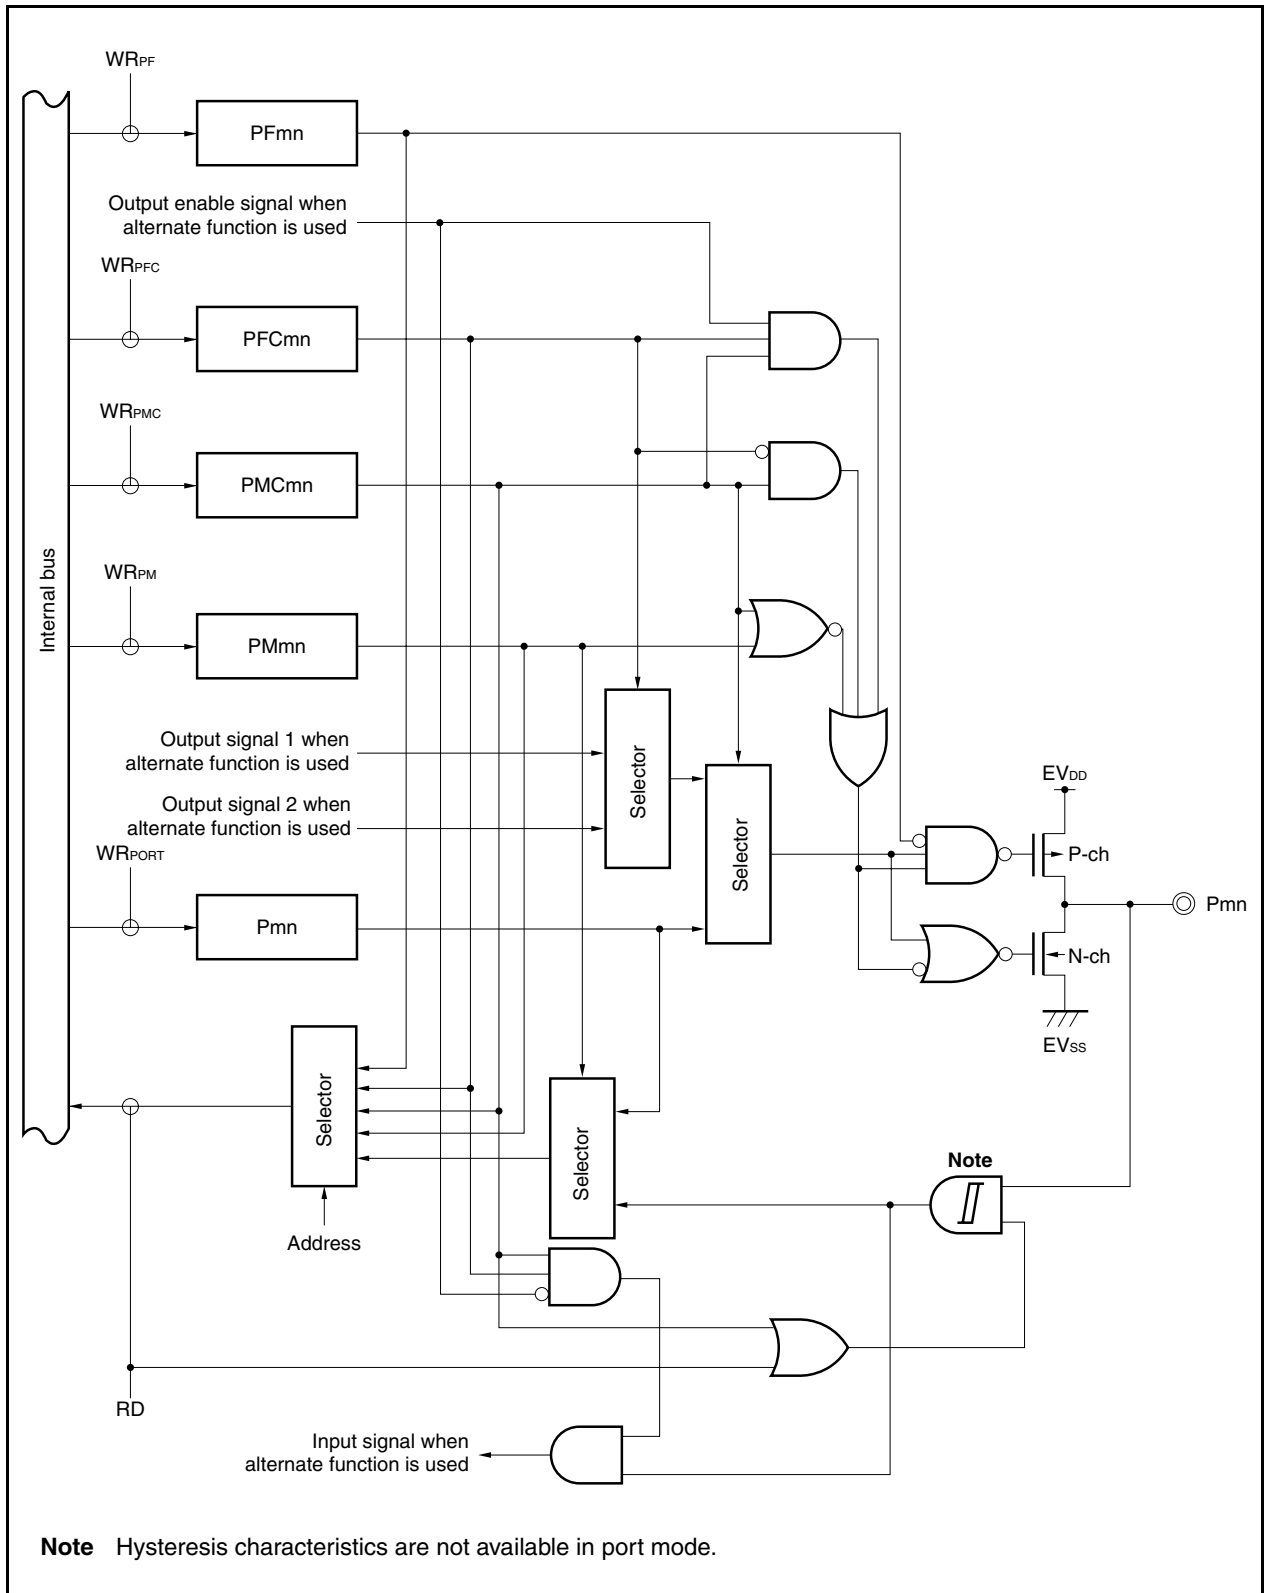 WRPF
PFmn
Output enable signal when
alternate function is used
WRPFC
PFCmn
WRPMC
PMCmn
Internal bus
WRPM
PMmn
Output signal 1 when
alternate function is used
Selector
Output signal 2 when
alternate function is used
Selector
EVDD
P-ch
WRPORT
Pmn
Pmn
N-ch
EVSS
Selector
Selector
Note
Address
RD
Input signal when
alternate function is used
Note Hysteresis characteristics are not available in port mode.